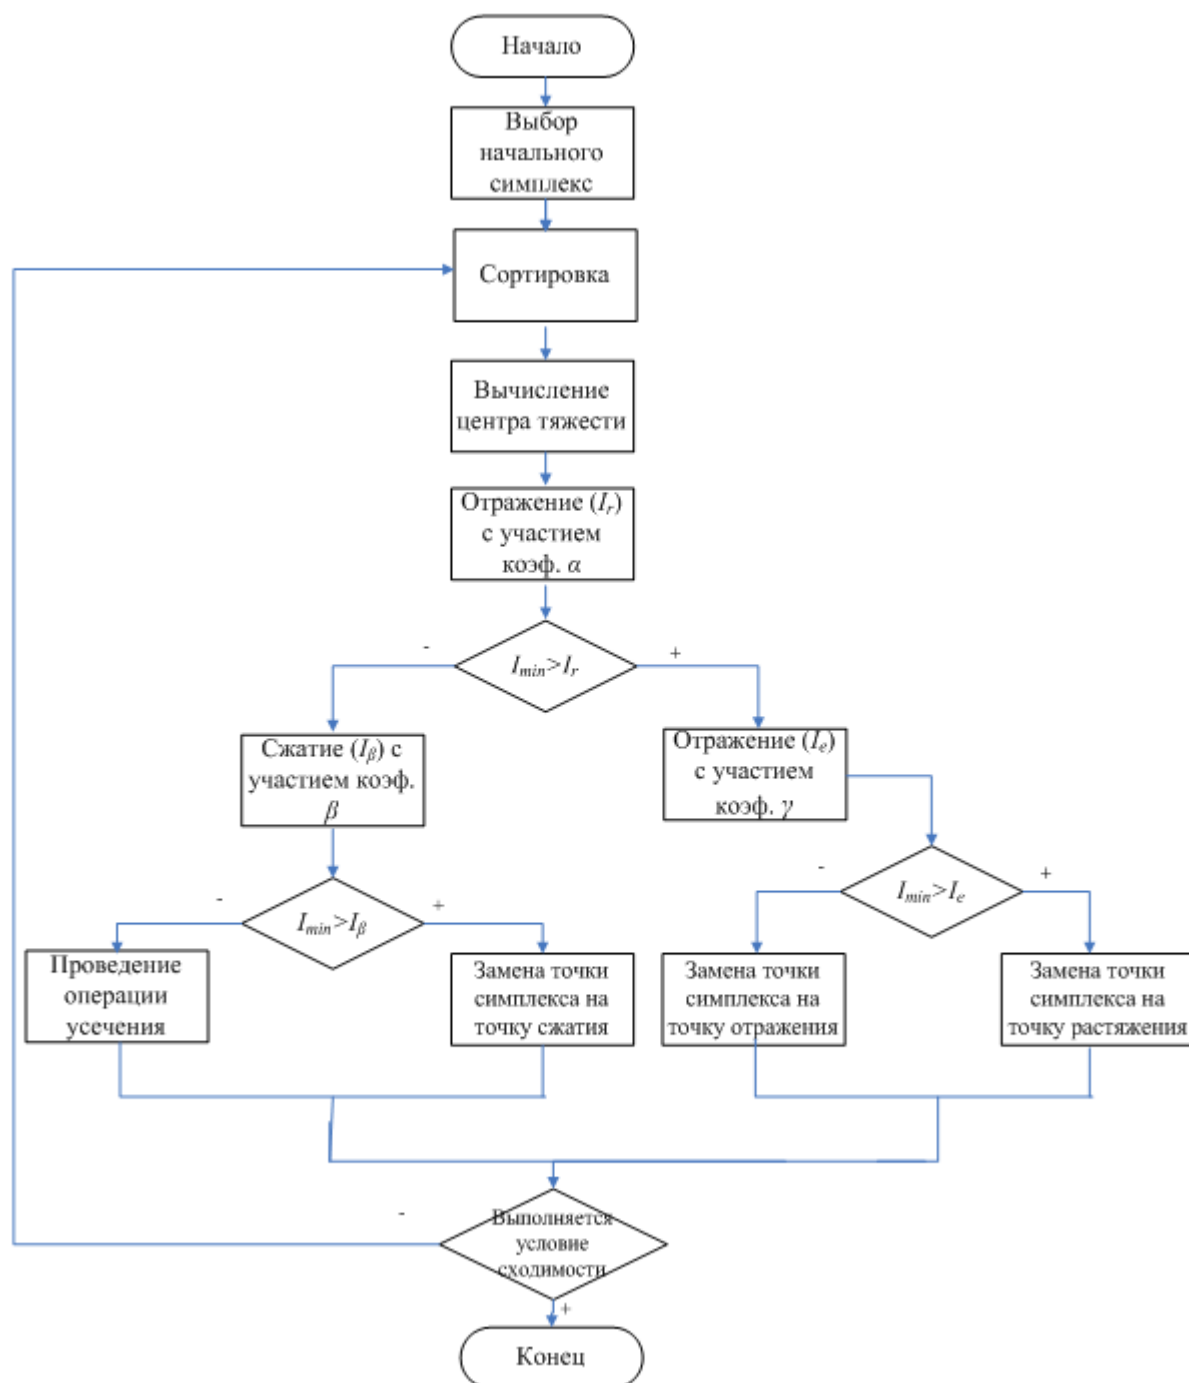 Начало
Выбор
начального
симплекс
Сортировка
Вычисление
центра тяжести
Отражение (Ir)
с участием
коэф. α
-
Imin>Ir
+
Сжатие (Iβ) с
участием коэф.
β
Отражение (Ie)
с участием
коэф. γ
-
Imin>Iβ
+
-
Imin>Ie
+
Проведение
операции
усечения
Замена точки
симплекса на
точку сжатия
Замена точки
симплекса на
точку отражения
Замена точки
симплекса на
точку растяжения
-
Выполняется
условие
сходимости
+
Конец